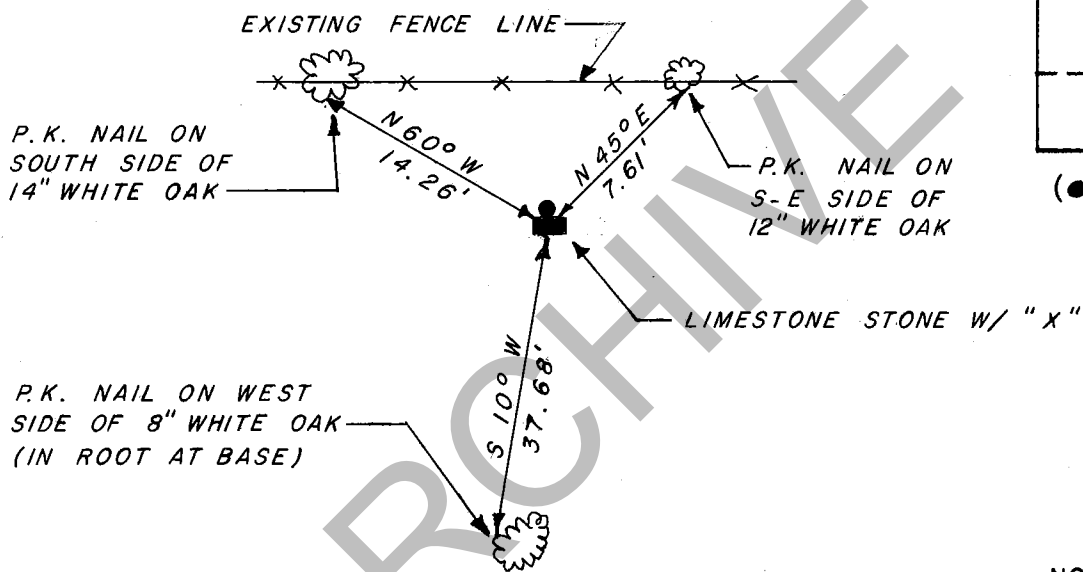 EXISTING FENCE LINE
P.K. NAIL ON
SOUTH SIDE OF
14" WHITE OAK
N 60° W
14.26'
N 45° E
7.61'
P.K. NAIL ON
S-E SIDE OF
12" WHITE OAK
LIMESTONE STONE W/ "X"
S 10° W
37.68'
P.K. NAIL ON WEST
SIDE OF 8" WHITE OAK
(IN ROOT AT BASE)
RCHIVE